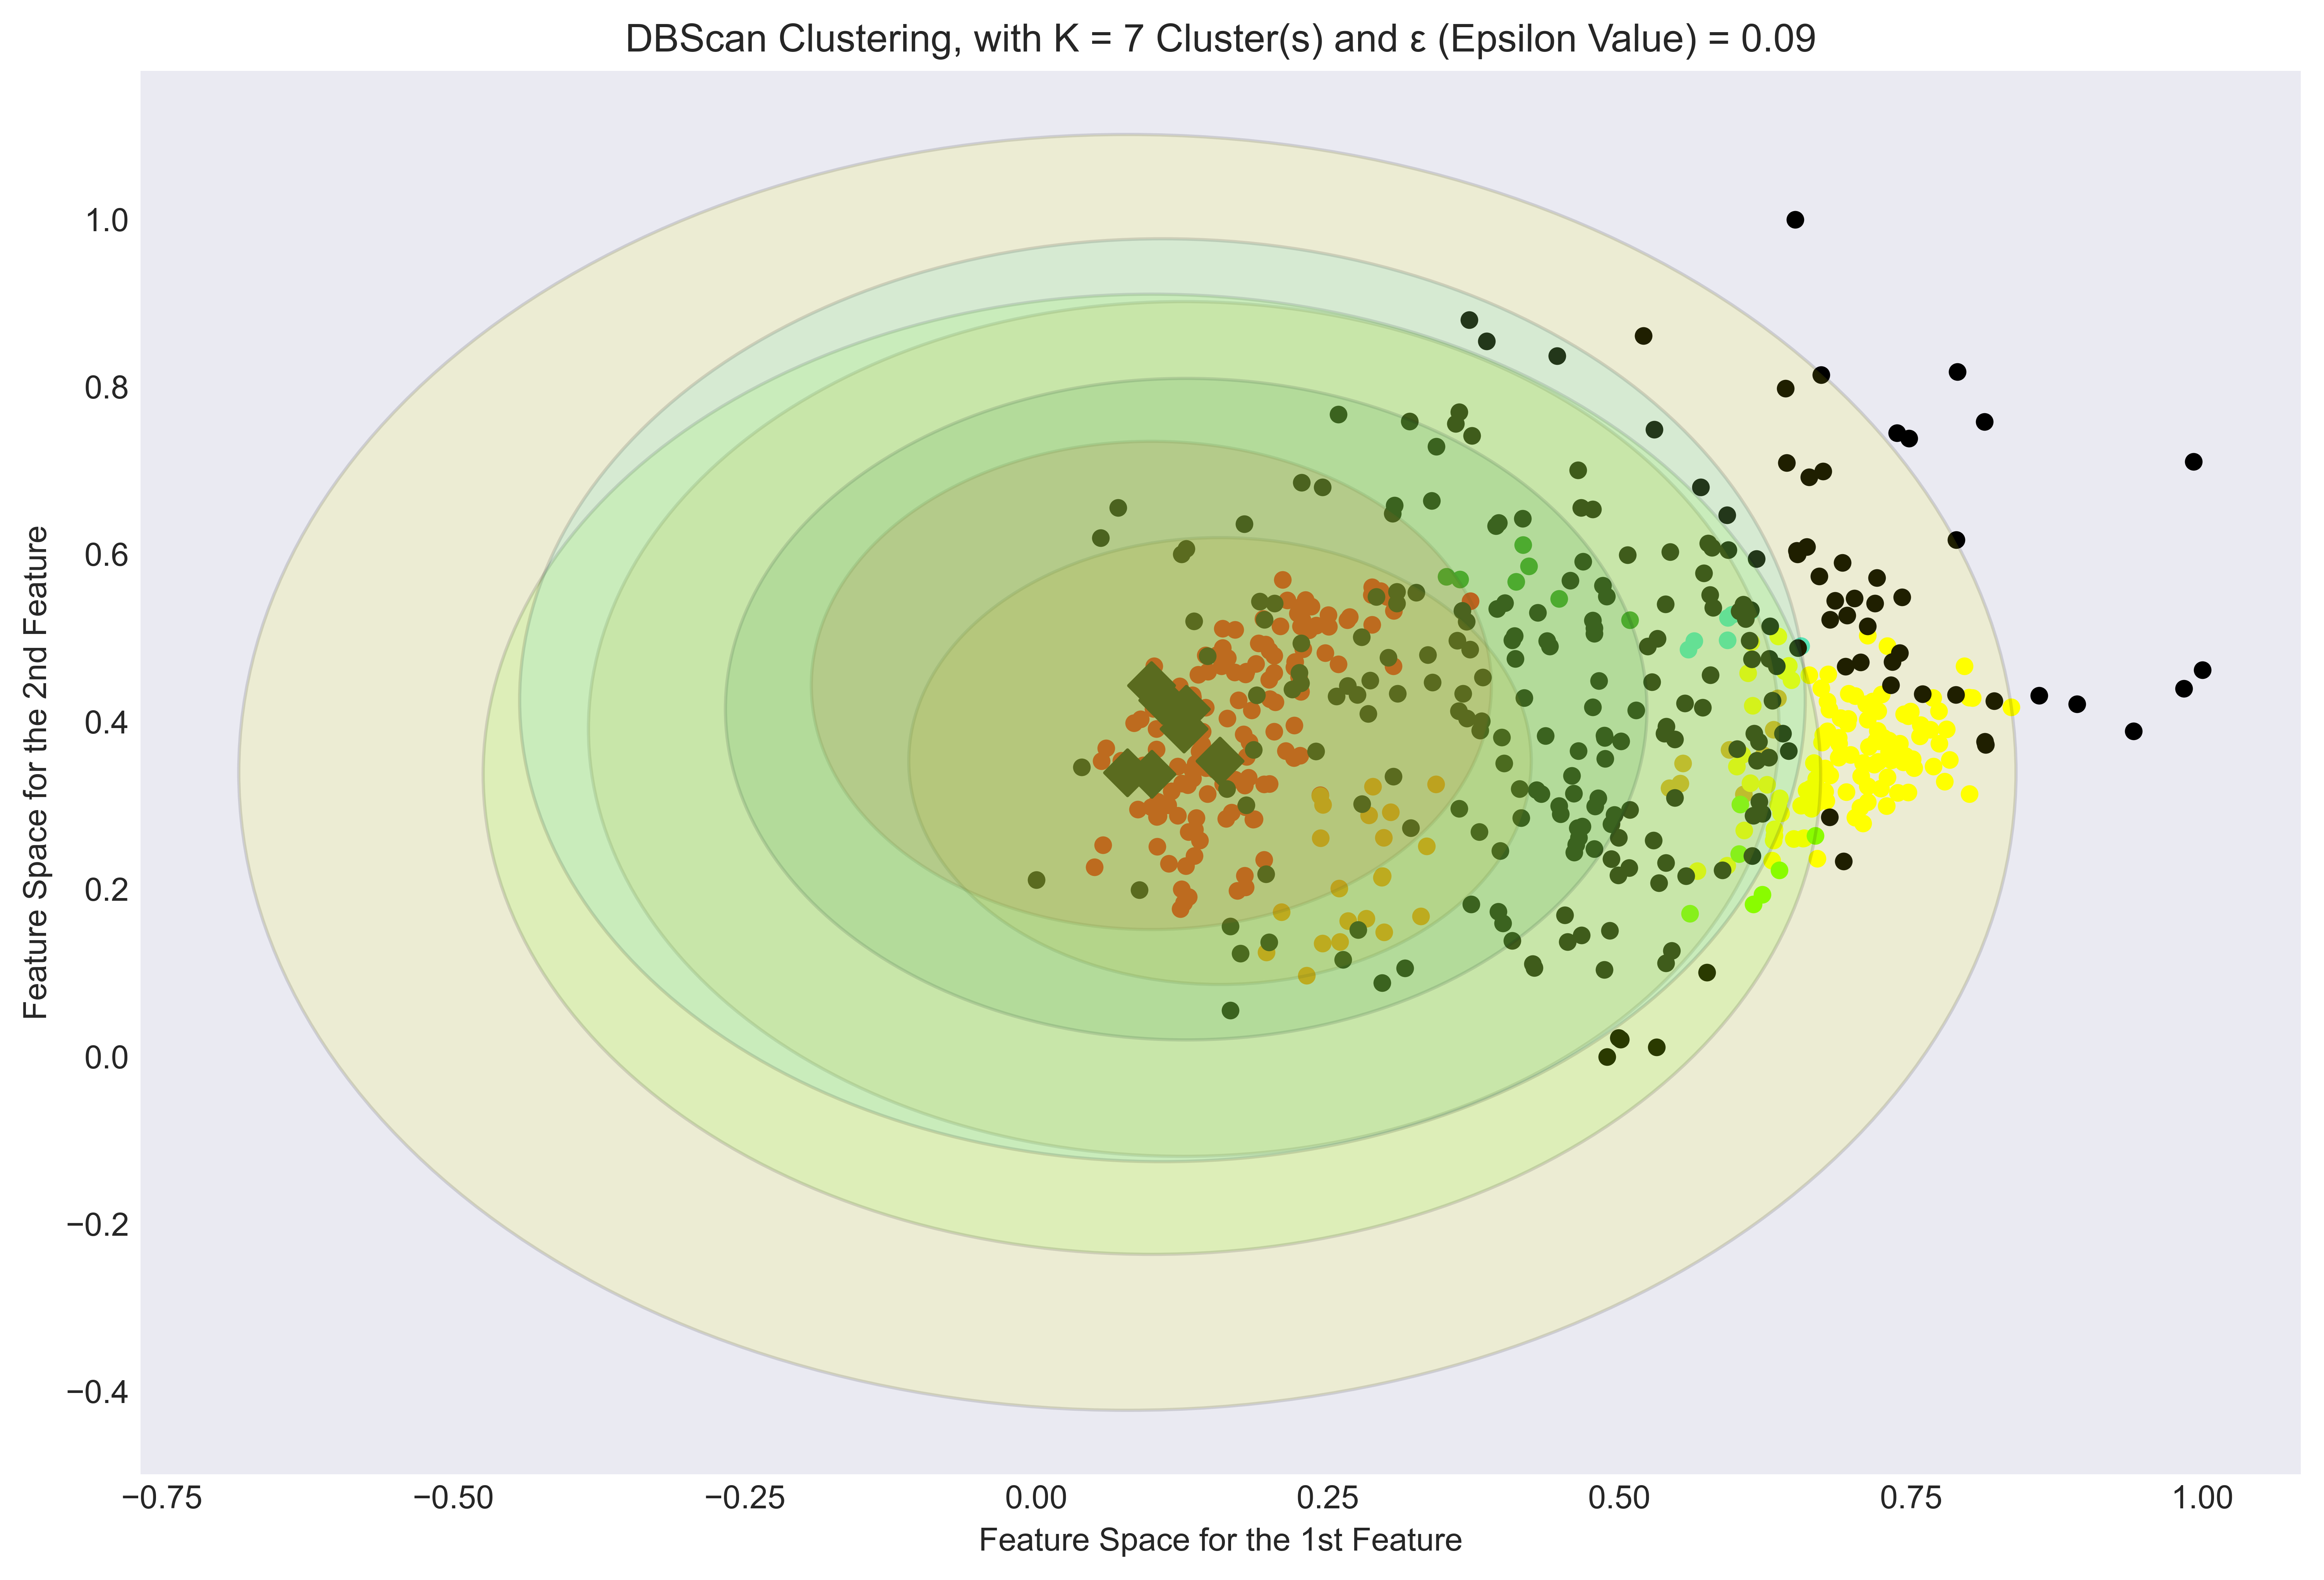 DBScan Clustering, with K = 7 Cluster(s) and ε (Epsilon Value) = 0.09
Feature Space for the 2nd Feature
1.0
0.8
0.6
0.4
0.2
0.0
−0.2
−0.4
−0.75 −0.50 −0.25 0.00 0.25 0.50 0.75 1.00
Feature Space for the 1st Feature